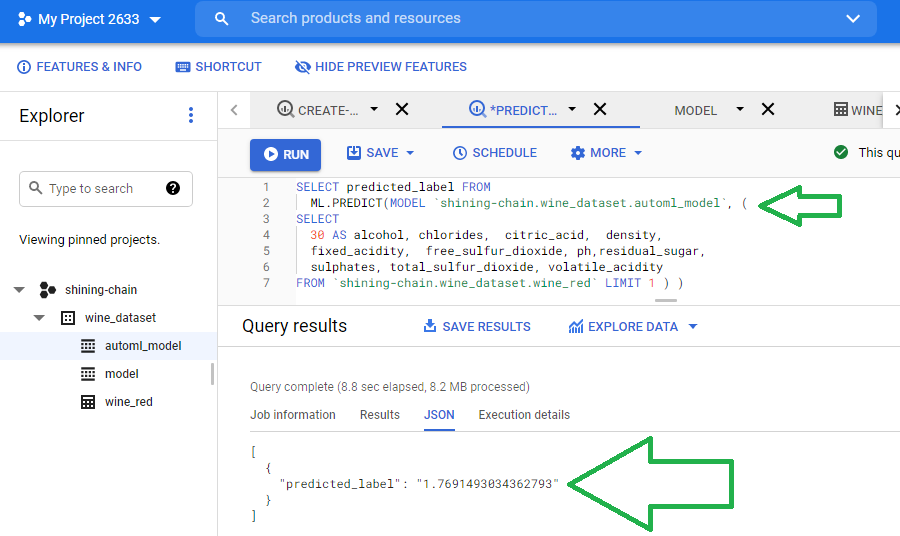 My Project 2633
Search products and resources
FEATURES & INFO
SHORTCUT
HIDE PREVIEW FEATURES
Explorer
Type to search
?
Viewing pinned projects.
shining-chain
wine_dataset
automl_model
model
wine_red
CREATE-...
*PREDICT...
MODEL
WINE
RUN
SAVE
SCHEDULE
MORE
This qu
1 SELECT predicted_label FROM
2 ML.PREDICT(MODEL `shining-chain.wine_dataset.automl_model`, (
3 SELECT
4 30 AS alcohol, chlorides, citric_acid, density,
5 fixed_acidity, free_sulfur_dioxide, ph,residual_sugar,
6 sulphates, total_sulfur_dioxide, volatile_acidity
7 FROM `shining-chain.wine_dataset.wine_red` LIMIT 1 ) )
Query results
SAVE RESULTS
EXPLORE DATA
Query complete (8.8 sec elapsed, 8.2 MB processed)
Job information
Results
JSON
Execution details
[
{
"predicted_label": "1.7691493034362793"
}
]